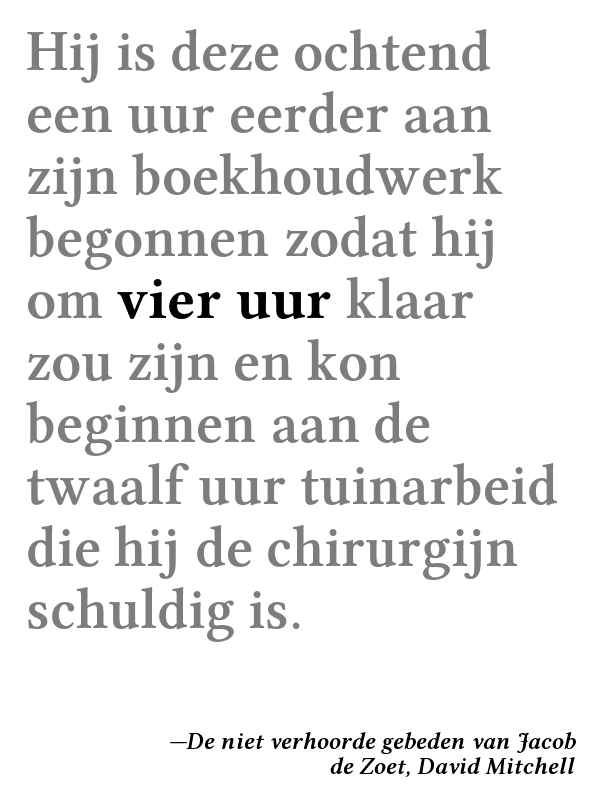 Hij is deze ochtend
een uur eerder aan
zijn boekhoudwerk
begonnen zodat hij
om vier uur klaar
zou zijn en kon
beginnen aan de
twaalf uur tuinarbeid
die hij de chirurgijn
schuldig is.
—De niet verhoorde gebeden van Jacob
de Zoet, David Mitchell